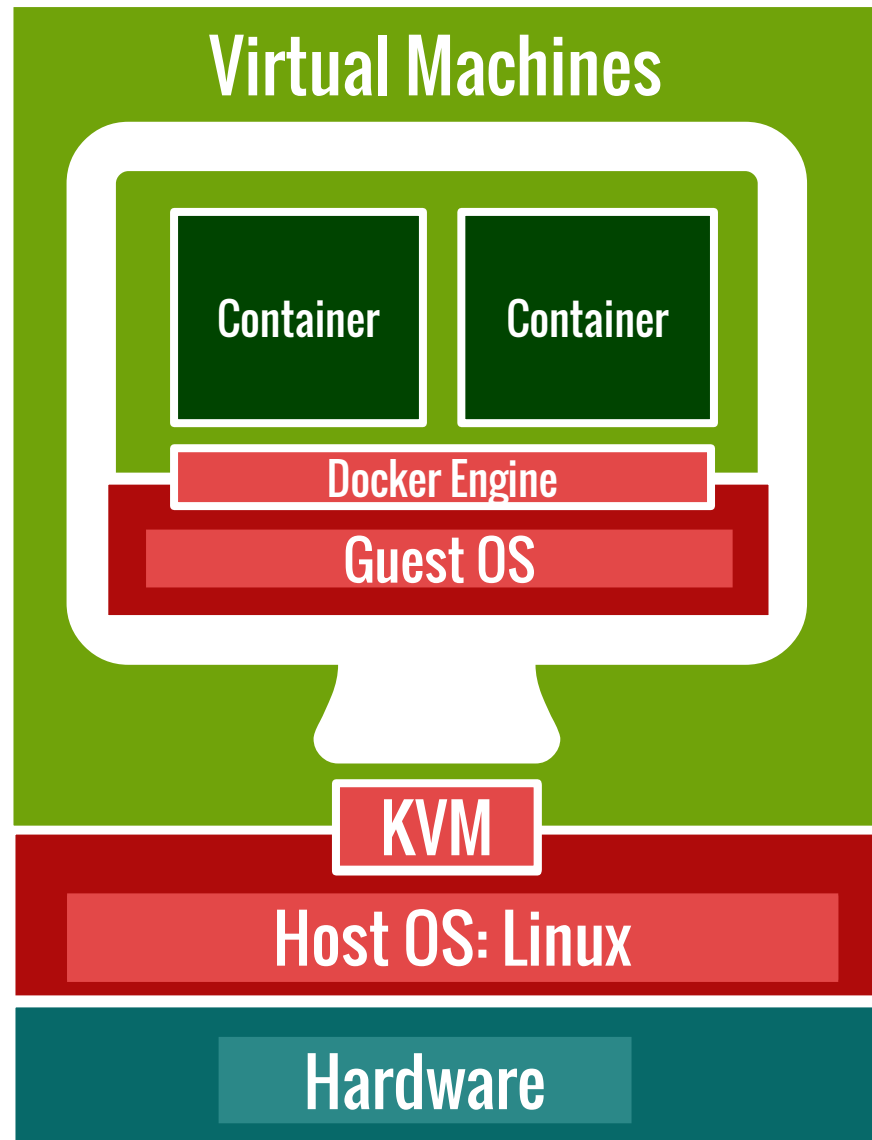 Virtual Machines
Container
Container
Docker Engine
Guest OS
KVM
Host OS: Linux
Hardware